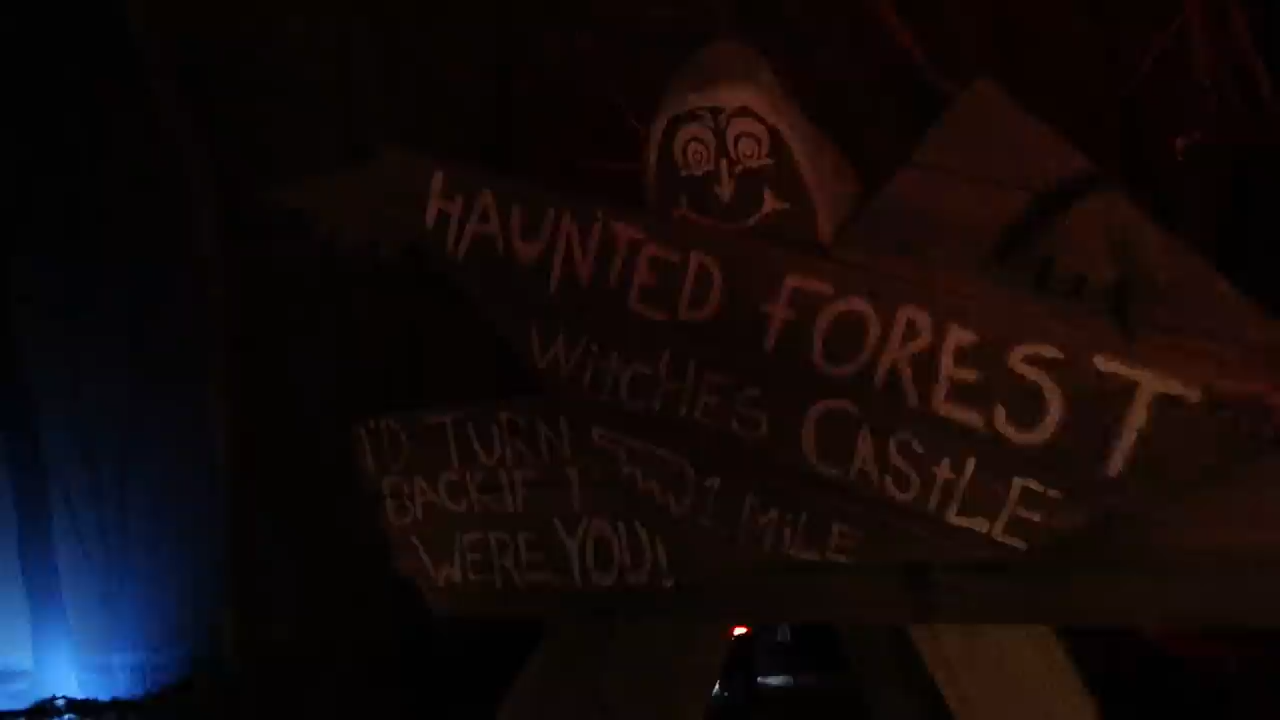 HAUNTED FOREST
WitCHES CAStLE
1 MiLE
I'D TURN
BACK IF I
WERE YOU!